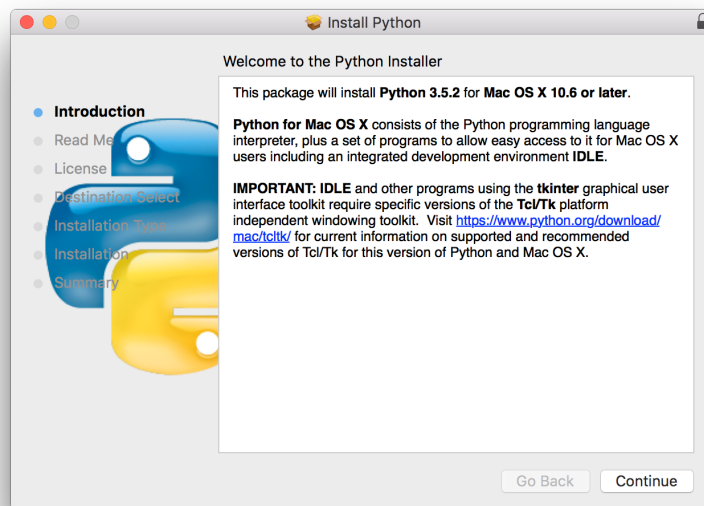 Install Python
Welcome to the Python Installer
Introduction
Read Me
License
Destination Select
Installation Type
Installation
Summary
This package will install Python 3.5.2 for Mac OS X 10.6 or later.
Python for Mac OS X consists of the Python programming language
interpreter, plus a set of programs to allow easy access to it for Mac OS X
users including an integrated development environment IDLE.
IMPORTANT: IDLE and other programs using the tkinter graphical user
interface toolkit require specific versions of the Tcl/Tk platform
independent windowing toolkit.  Visit https://www.python.org/download/
mac/tcltk/ for current information on supported and recommended
versions of Tcl/Tk for this version of Python and Mac OS X.
Go Back
Continue